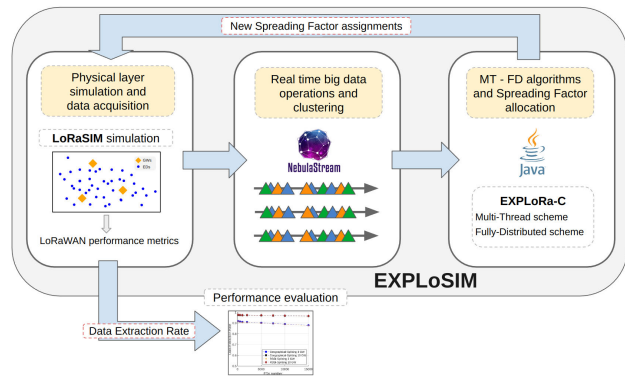 New Spreading Factor assignments
Physical layer
simulation and
data acquisition
LoRaSIM simulation
GWs
EDs
LoRaWAN performance metrics
Real time big data
operations and
clustering
NebulaStream
MT - FD algorithms
and Spreading Factor
allocation
Java
EXPLoRa-C
Multi-Thread scheme
Fully-Distributed scheme
EXPLoSIM
Performance evaluation
Data Extraction Rate